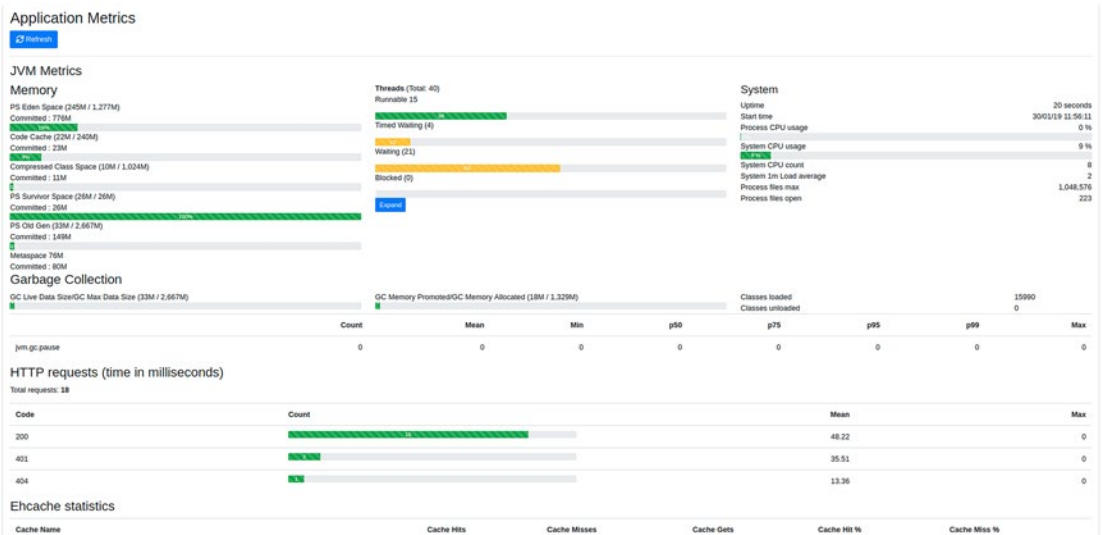 Application Metrics
Refresh
JVM Metrics
Memory
PS Eden Space (245M / 1,277M)
Committed : 776M
Code Cache (22M / 240M)
Committed : 23M
9%
Compressed Class Space (10M / 1,024M)
Committed : 11M
PS Survivor Space (26M / 26M)
Committed : 26M
100%
PS Old Gen (33M / 2,667M)
Committed : 149M
Metaspace 76M
Committed : 80M
Threads (Total: 40)
Runnable 15
Timed Waiting (4)
Waiting (21)
Blocked (0)
Expand
System
Uptime 20 seconds
Start time 30/01/19 11:56:11
Process CPU usage 0 %
System CPU usage 9 %
9 %
System CPU count 8
System 1m Load average 2
Process files max 1,048,576
Process files open 223
Garbage Collection
GC Live Data Size/GC Max Data Size (33M / 2,667M)
GC Memory Promoted/GC Memory Allocated (18M / 1,329M)
Classes loaded 15990
Classes unloaded 0
Count Mean Min p50 p75 p95 p99 Max
jvm.gc.pause 0 0 0 0 0 0 0 0
HTTP requests (time in milliseconds)
Total requests: 18
Code Count Mean Max
200 48.22 0
401 35.51 0
404 13.36 0
Ehcache statistics
Cache Name Cache Hits Cache Misses Cache Gets Cache Hit % Cache Miss %